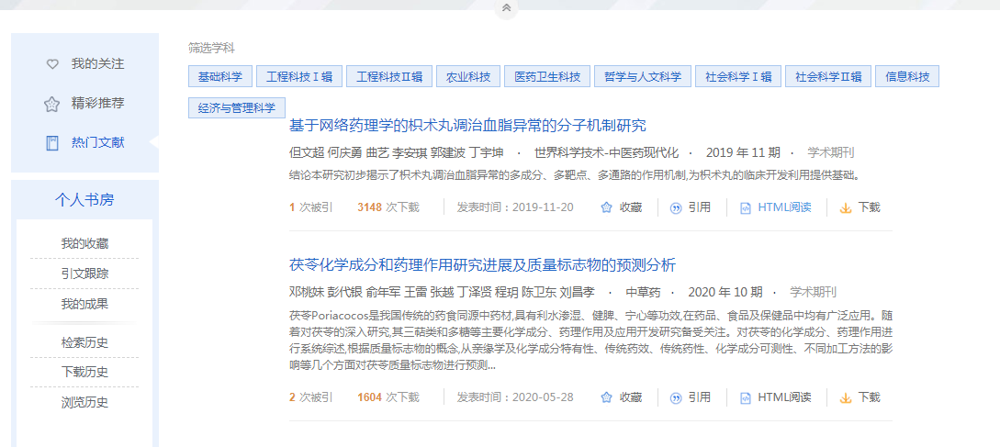 我的关注
精彩推荐
热门文献
个人书房
我的收藏
引文跟踪
我的成果
检索历史
下载历史
浏览历史
筛选学科
基础科学 工程科技Ⅰ辑 工程科技Ⅱ辑 农业科技 医药卫生科技 哲学与人文科学 社会科学Ⅰ辑 社会科学Ⅱ辑 信息科技
经济与管理科学
基于网络药理学的枳术丸调治血脂异常的分子机制研究
但文超 何庆勇 曲艺 李安琪 郭建波 丁宇坤 · 世界科学技术-中医药现代化 · 2019 年 11 期 · 学术期刊
结论本研究初步揭示了枳术丸调治血脂异常的多成分、多靶点、多通路的作用机制,为枳术丸的临床开发利用提供基础。
1 次被引 3148 次下载 发表时间：2019-11-20 收藏 引用 HTML阅读 下载
茯苓化学成分和药理作用研究进展及质量标志物的预测分析
邓桃妹 彭代银 俞年军 王雷 张越 丁泽贤 程玥 陈卫东 刘昌孝 · 中草药 · 2020 年 10 期 · 学术期刊
茯苓Poriacocos是我国传统的药食同源中药材,具有利水渗湿、健脾、宁心等功效,在药品、食品及保健品中均有广泛应用。随
着对茯苓的深入研究,其三萜类和多糖等主要化学成分、药理作用及应用开发研究备受关注。对茯苓的化学成分、药理作用进
行系统综述,根据质量标志物的概念,从亲缘学及化学成分特有性、传统药效、传统药性、化学成分可测性、不同加工方法的影
响等几个方面对茯苓质量标志物进行预测...
2 次被引 1604 次下载 发表时间：2020-05-28 收藏 引用 HTML阅读 下载